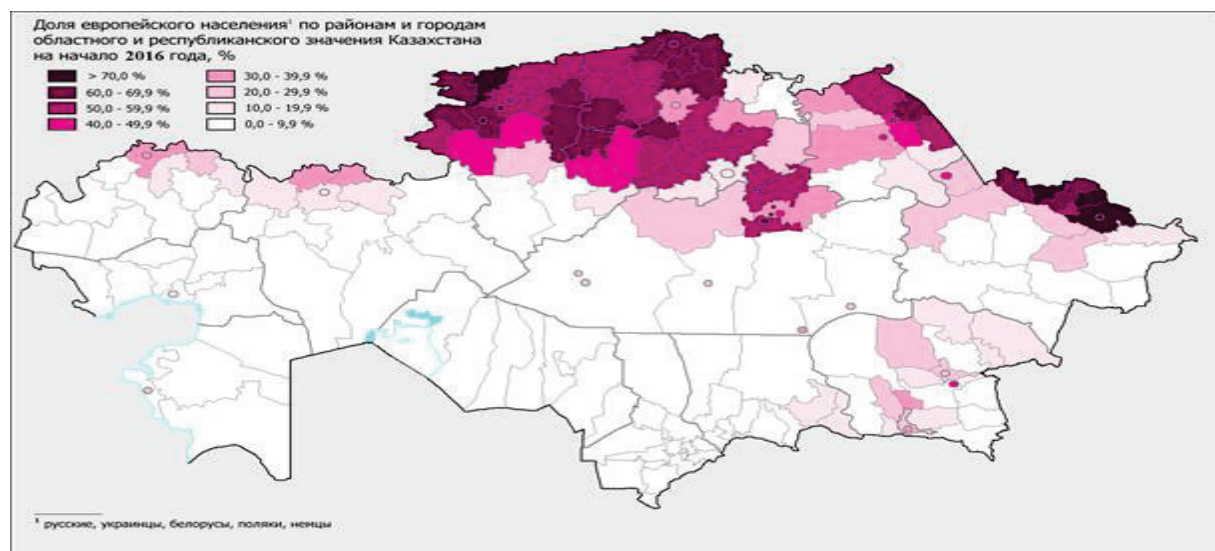 Доля европейского населения¹ по районам и городам
областного и республиканского значения Казахстана
на начало 2016 года, %
> 70,0 %
60,0 - 69,9 %
50,0 - 59,9 %
40,0 - 49,9 %
30,0 - 39,9 %
20,0 - 29,9 %
10,0 - 19,9 %
0,0 - 9,9 %
¹ русские, украинцы, белорусы, поляки, немцы